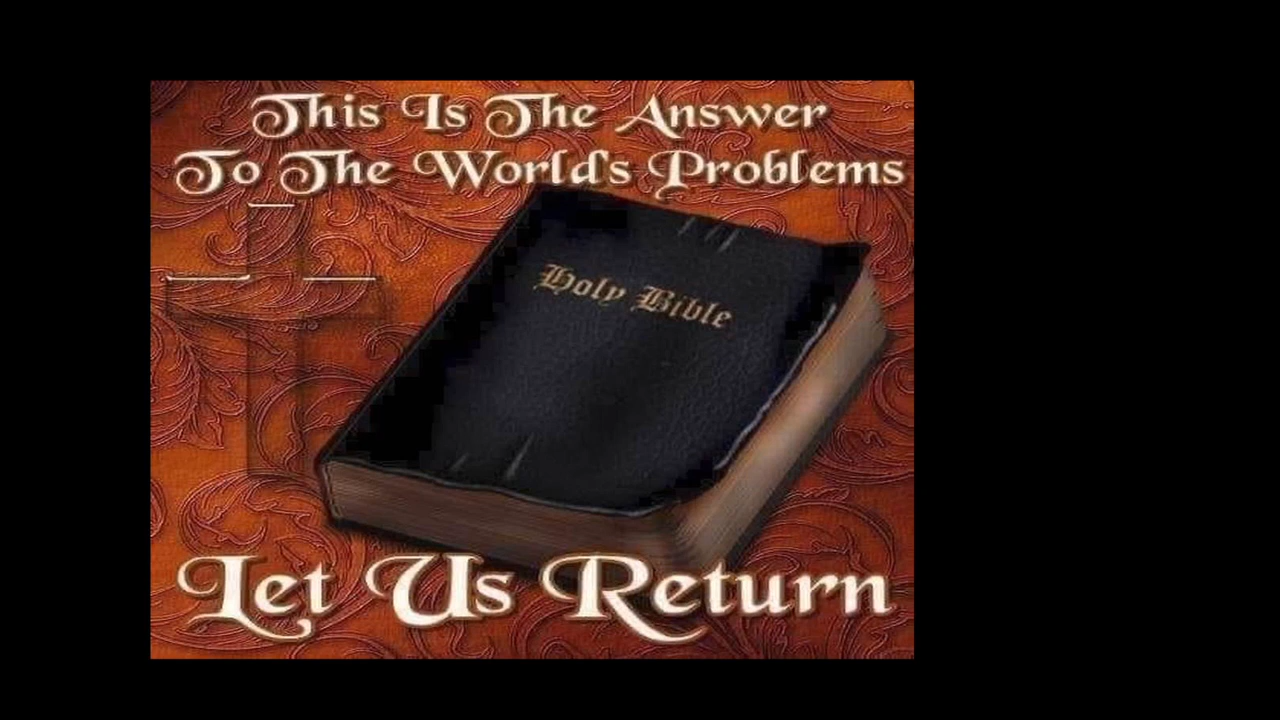 This Is The Answer
To The World's Problems
Holy Bible
Let Us Return